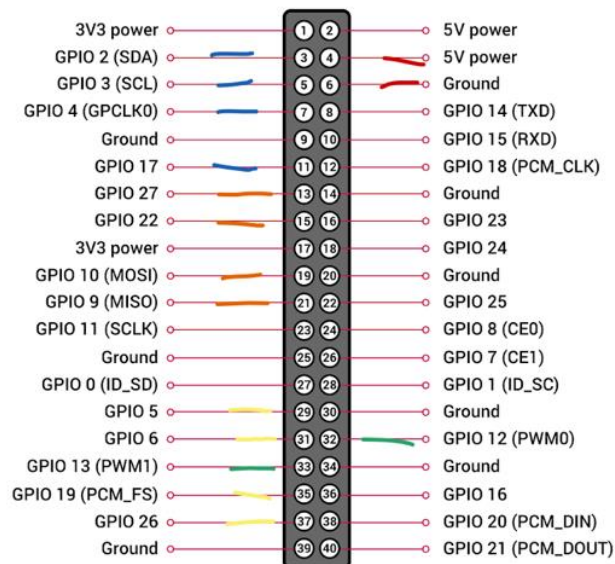 3V3 power 1 2 5V power
GPIO 2 (SDA) 3 4 5V power
GPIO 3 (SCL) 5 6 Ground
GPIO 4 (GPCLK0) 7 8 GPIO 14 (TXD)
Ground 9 10 GPIO 15 (RXD)
GPIO 17 11 12 GPIO 18 (PCM_CLK)
GPIO 27 13 14 Ground
GPIO 22 15 16 GPIO 23
3V3 power 17 18 GPIO 24
GPIO 10 (MOSI) 19 20 Ground
GPIO 9 (MISO) 21 22 GPIO 25
GPIO 11 (SCLK) 23 24 GPIO 8 (CE0)
Ground 25 26 GPIO 7 (CE1)
GPIO 0 (ID_SD) 27 28 GPIO 1 (ID_SC)
GPIO 5 29 30 Ground
GPIO 6 31 32 GPIO 12 (PWM0)
GPIO 13 (PWM1) 33 34 Ground
GPIO 19 (PCM_FS) 35 36 GPIO 16
GPIO 26 37 38 GPIO 20 (PCM_DIN)
Ground 39 40 GPIO 21 (PCM_DOUT)